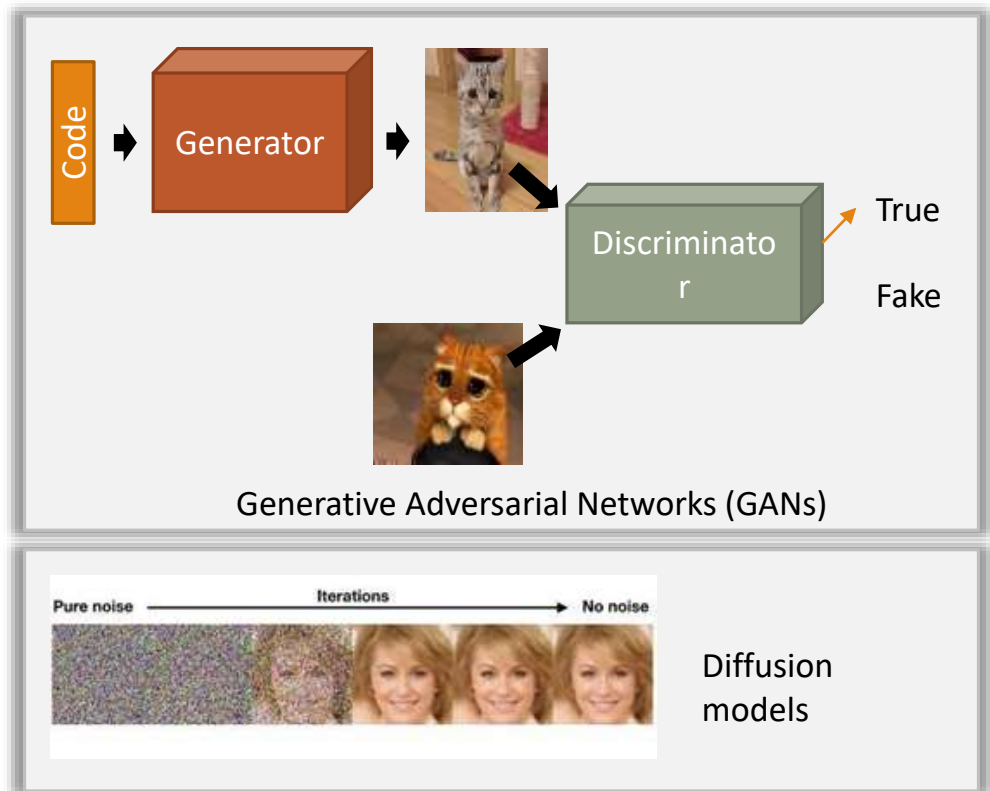 Code
Generator
Discriminato
r
True
Fake
Generative Adversarial Networks (GANs)
Pure noise
Iterations
No noise
Diffusion
models